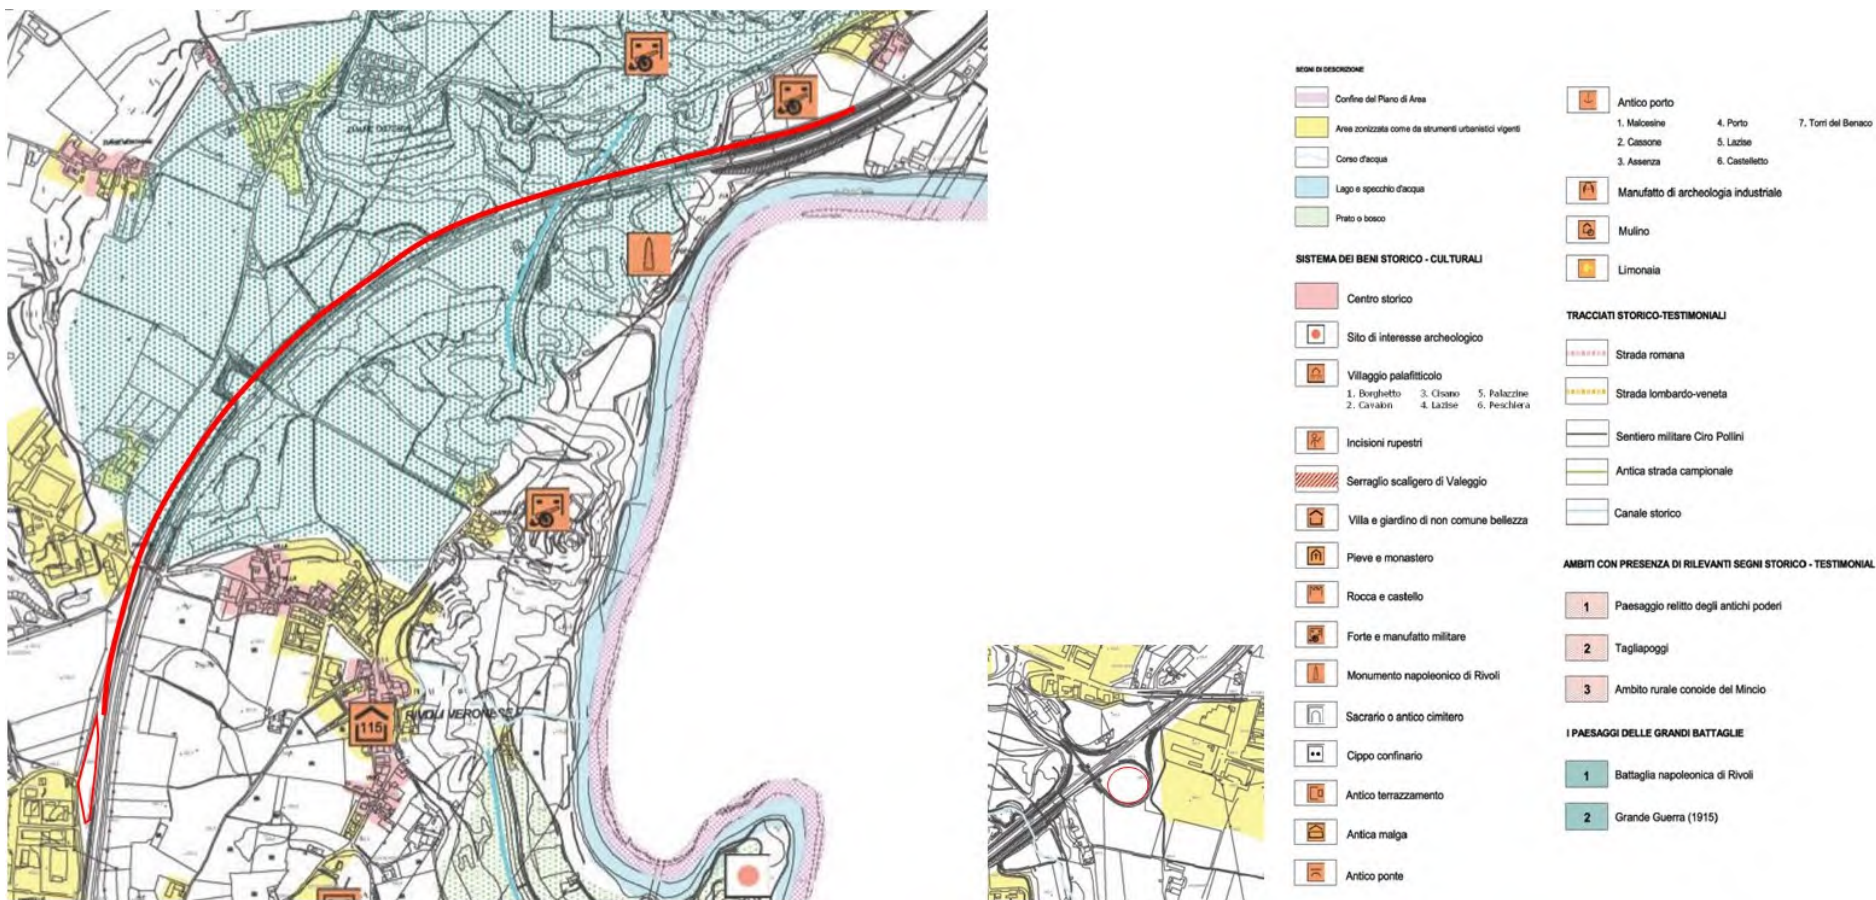 115
RIVOLI VERONESE
SEGNI DI DESCRIZIONE
Confine del Piano di Area
Area zonizzata come da strumenti urbanistici vigenti
Corso d'acqua
Lago e specchio d'acqua
Prato o bosco
SISTEMA DEI BENI STORICO - CULTURALI
Centro storico
Sito di interesse archeologico
Villaggio palafitticolo
1. Borghetto 3. Cisano 5. Palazzine
2. Cavaion 4. Lazise 6. Peschiera
Incisioni rupestri
Serraglio scaligero di Valeggio
Villa e giardino di non comune bellezza
Pieve e monastero
Rocca e castello
Forte e manufatto militare
Monumento napoleonico di Rivoli
Sacrario o antico cimitero
Cippo confinario
Antico terrazzamento
Antica malga
Antico ponte
Antico porto
1. Malcesine 4. Porto 7. Torri del Benaco
2. Cassone 5. Lazise
3. Assenza 6. Castelletto
Manufatto di archeologia industriale
Mulino
Limonaia
TRACCIATI STORICO-TESTIMONIALI
Strada romana
Strada lombardo-veneta
Sentiero militare Ciro Pollini
Antica strada campionale
Canale storico
AMBITI CON PRESENZA DI RILEVANTI SEGNI STORICO - TESTIMONIAL
1 Paesaggio relitto degli antichi poderi
2 Tagliapoggi
3 Ambito rurale conoide del Mincio
I PAESAGGI DELLE GRANDI BATTAGLIE
1 Battaglia napoleonica di Rivoli
2 Grande Guerra (1915)